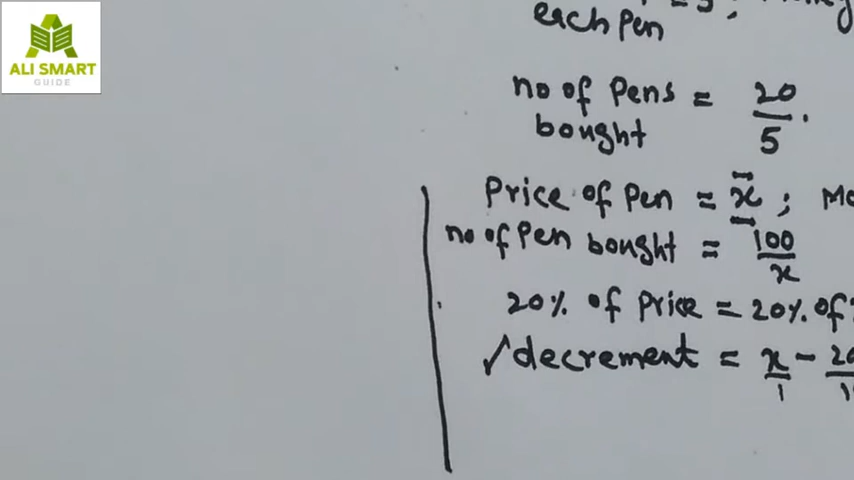 ALI SMART
GUIDE
each pen
no of Pens = 20/5.
bought
Price of Pen = x ;
no of Pen bought = 100/x
20% of Price = 20% of
✓decrement = x/1 - 20